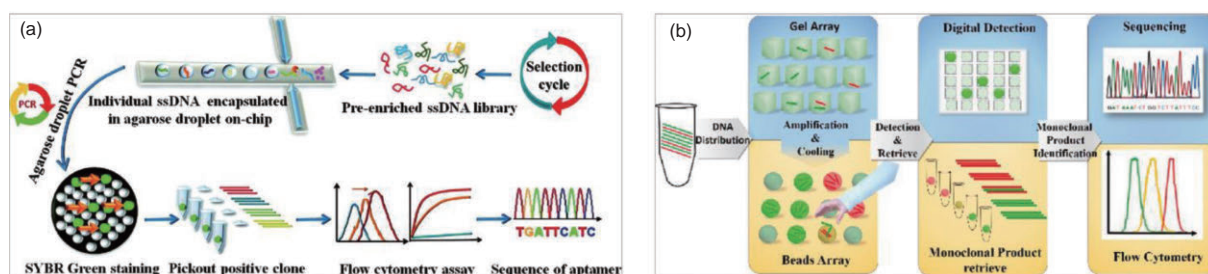 (a)
Selection
cycle
Pre-enriched ssDNA library
Individual ssDNA encapsulated
in agarose droplet on-chip
PCR
Agarose droplet PCR
SYBR Green staining
Pickout positive clone
Flow cytometry assay
TGATTCATC
Sequence of aptamer
(b)
Gel Array
Digital Detection
Sequencing
DNA
Distribution
Amplification
&
Cooling
Detection
&
Retrieve
Monoclonal
Product
Identification
Beads Array
Monoclonal Product
retrieve
Flow Cytometry